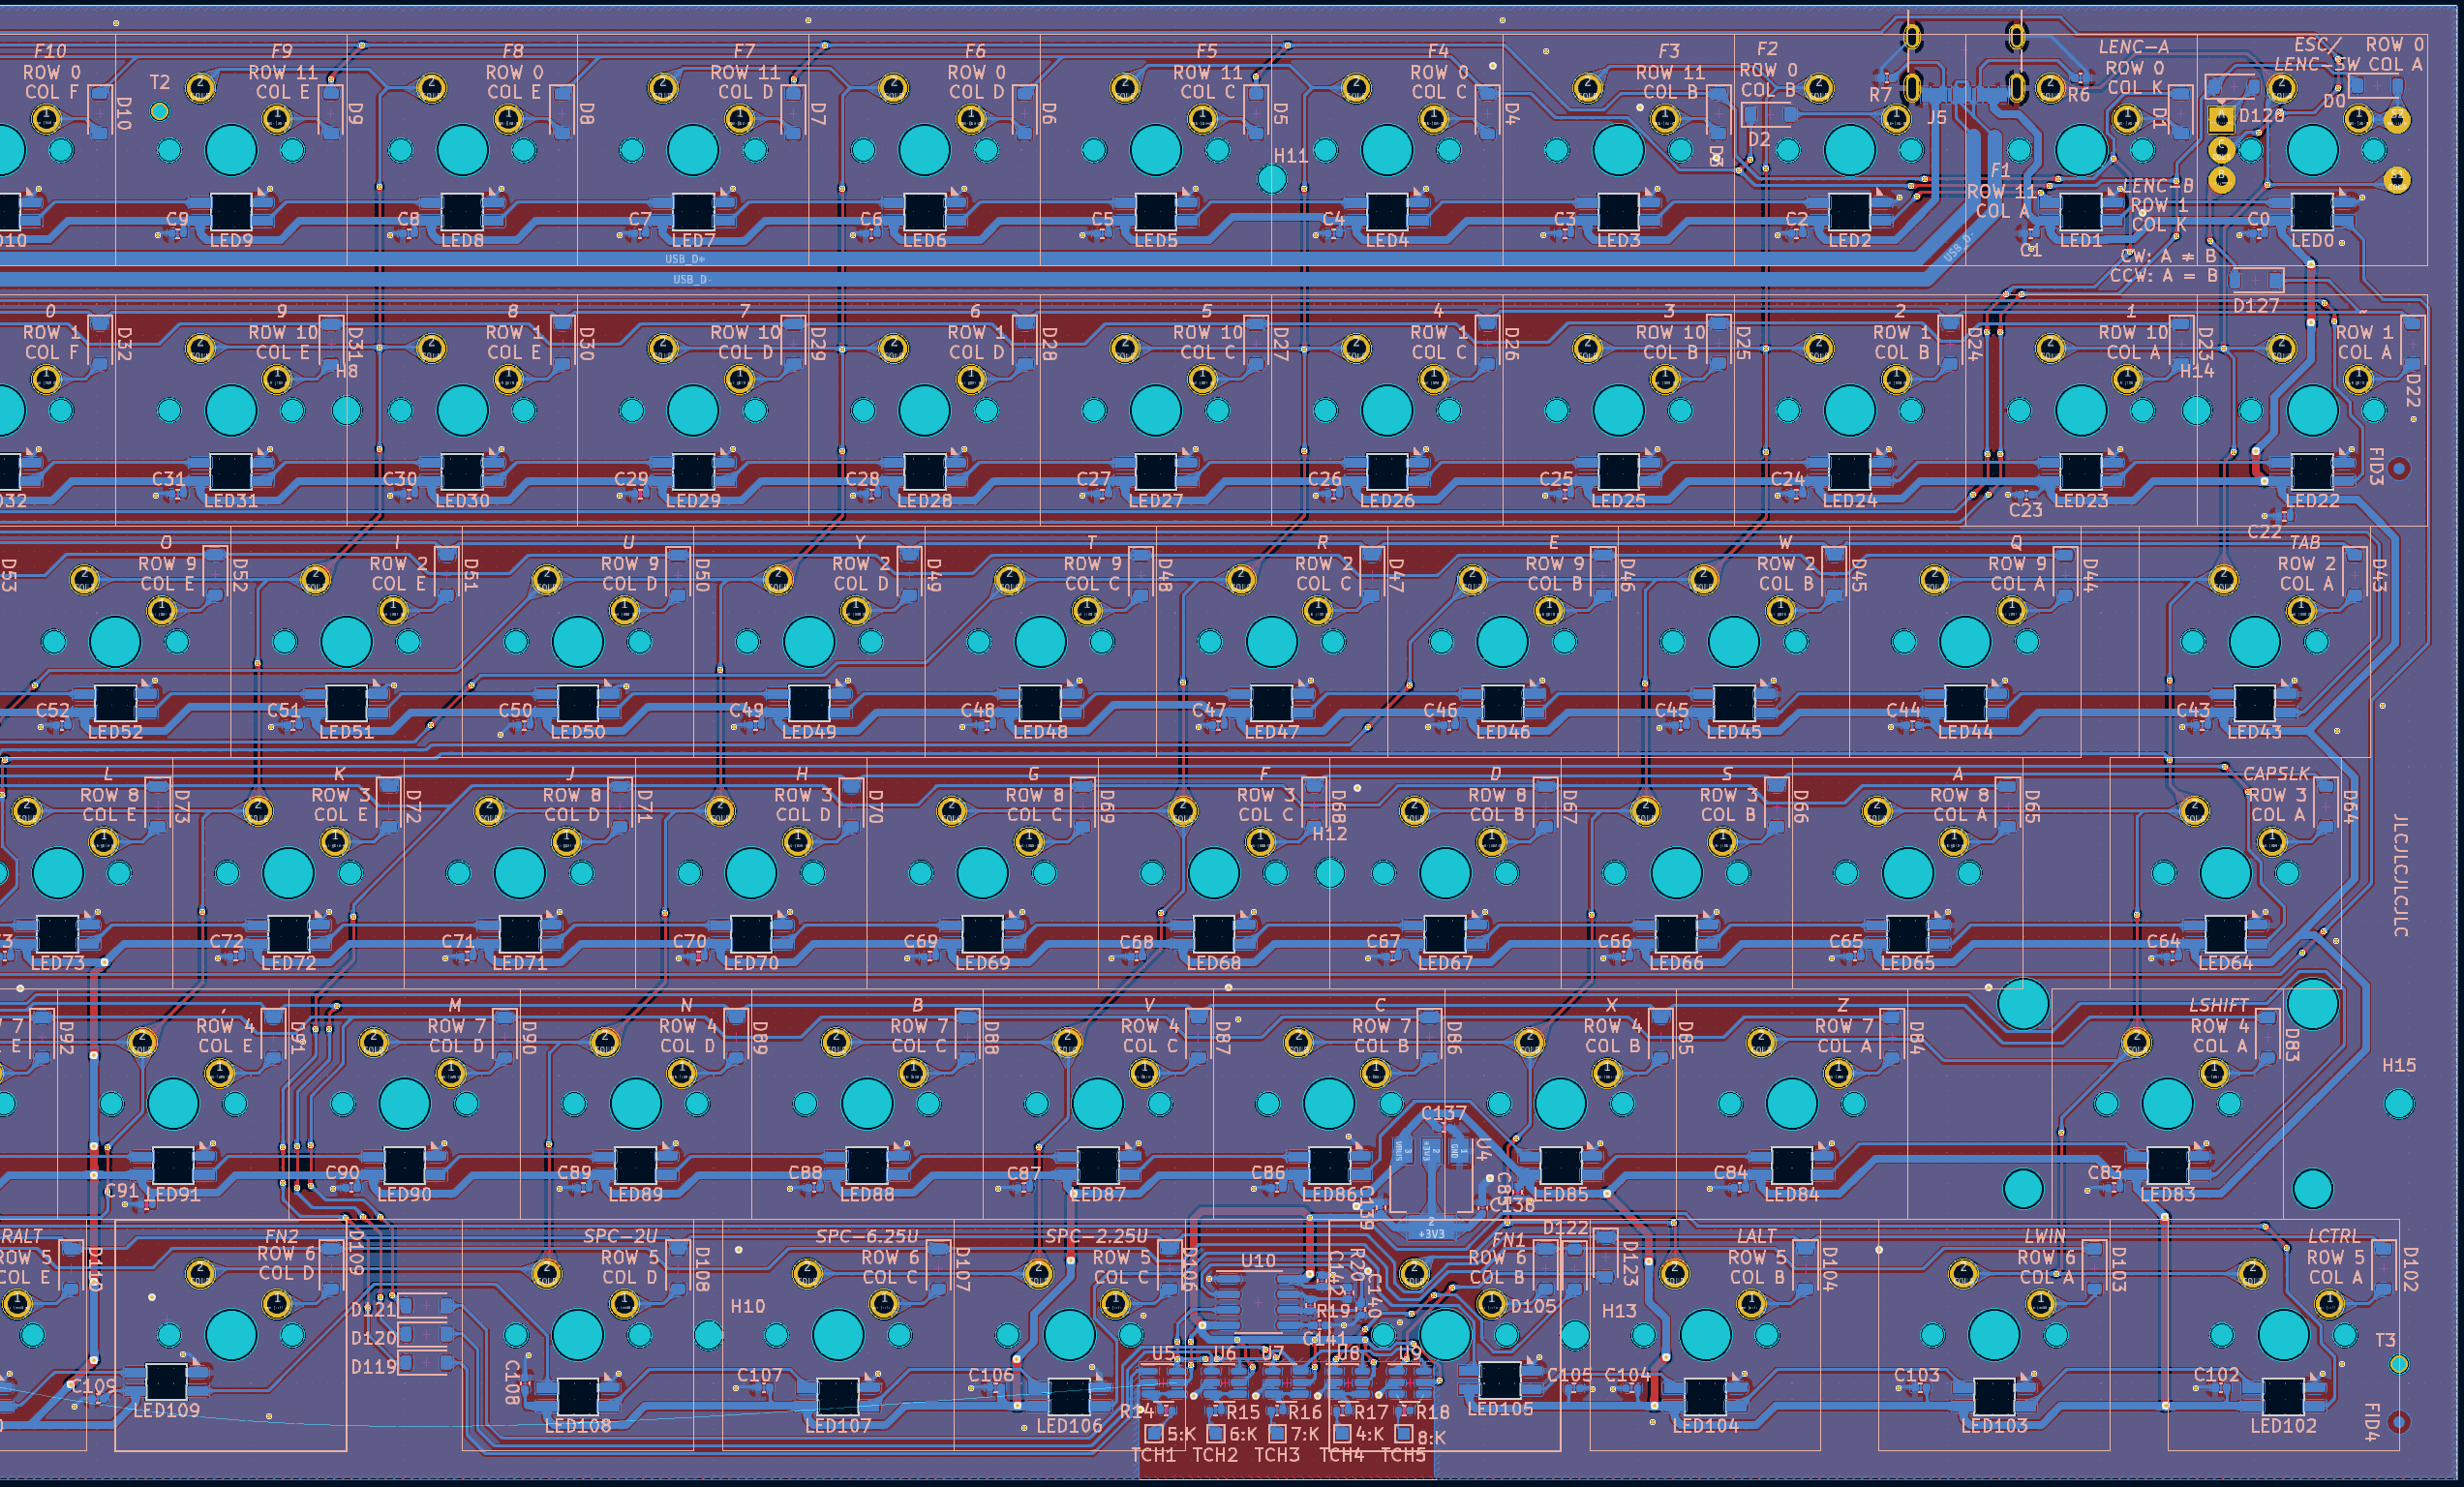 F10
ROW 0
COL F
D10
T2
F9
ROW 11
COL E
D9
F8
ROW 0
COL E
D8
F7
ROW 11
COL D
D7
F6
ROW 0
COL D
D6
F5
ROW 11
COL C
D5
H11
F4
ROW 0
COL C
D4
F3
ROW 11
COL B
D3
F2
ROW 0
COL B
D2
R7
J5
R6
LENC-A
ROW 0
COL K
D1
ESC/
LENC-SW
ROW 0
COL A
D0
D126
F1
ROW 11
COL A
LENC-B
ROW 1
COL K
CW: A ≠ B
CCW: A = B
D127
C9
LED9
C8
LED8
C7
LED7
C6
LED6
C5
LED5
C4
LED4
C3
LED3
C2
LED2
C1
LED1
C0
LED0
USB_D+
USB_D-
USB_D-
0
ROW 1
COL F
D32
9
ROW 10
COL E
D31
H8
8
ROW 1
COL E
D30
7
ROW 10
COL D
D29
6
ROW 1
COL D
D28
5
ROW 10
COL C
D27
4
ROW 1
COL C
D26
3
ROW 10
COL B
D25
2
ROW 1
COL B
D24
1
ROW 10
COL A
D23
H14
~
ROW 1
COL A
D22
FID3
C31
LED31
C30
LED30
C29
LED29
C28
LED28
C27
LED27
C26
LED26
C25
LED25
C24
LED24
C23
LED23
C22
LED22
D53
O
ROW 9
COL E
D52
I
ROW 2
COL E
D51
U
ROW 9
COL D
D50
Y
ROW 2
COL D
D49
T
ROW 9
COL C
D48
R
ROW 2
COL C
D47
E
ROW 9
COL B
D46
W
ROW 2
COL B
D45
Q
ROW 9
COL A
D44
TAB
ROW 2
COL A
D43
C52
LED52
C51
LED51
C50
LED50
C49
LED49
C48
LED48
C47
LED47
C46
LED46
C45
LED45
C44
LED44
C43
LED43
L
ROW 8
COL E
D73
K
ROW 3
COL E
D72
J
ROW 8
COL D
D71
H
ROW 3
COL D
D70
G
ROW 8
COL C
D69
F
ROW 3
COL C
D68
H12
D
ROW 8
COL B
D67
S
ROW 3
COL B
D66
A
ROW 8
COL A
D65
CAPSLK
ROW 3
COL A
D64
JLCJLCJLCJLC
LED73
C72
LED72
C71
LED71
C70
LED70
C69
LED69
C68
LED68
C67
LED67
C66
LED66
C65
LED65
C64
LED64
D92
,
ROW 4
COL E
D91
M
ROW 7
COL D
D90
N
ROW 4
COL D
D89
B
ROW 7
COL C
D88
V
ROW 4
COL C
D87
C
ROW 7
COL B
D86
X
ROW 4
COL B
D85
Z
ROW 7
COL A
D84
LSHIFT
ROW 4
COL A
D83
H15
C137
U4
VBUS
3
+3V3
2
GND
1
C91
LED91
C90
LED90
C89
LED89
C88
LED88
C87
LED87
C86
LED86
C139
C85
C138
LED85
C84
LED84
C83
LED83
2
+3V3
RALT
ROW 5
COL E
D110
FN2
ROW 6
COL D
D109
D121
D120
D119
SPC-2U
ROW 5
COL D
D108
H10
SPC-6.25U
ROW 6
COL C
D107
SPC-2.25U
ROW 5
COL C
D106
U10
C142
R20
C140
R19
C141
FN1
ROW 6
COL B
D105
D122
D123
H13
LALT
ROW 5
COL B
D104
LWIN
ROW 6
COL A
D103
LCTRL
ROW 5
COL A
D102
T3
FID4
C109
LED109
C108
LED108
C107
LED107
C106
LED106
U5
U6
U7
U8
U9
R14
R15
R16
R17
R18
5:K
6:K
7:K
4:K
8:K
TCH1
TCH2
TCH3
TCH4
TCH5
LED105
C105
C104
LED104
C103
LED103
C102
LED102